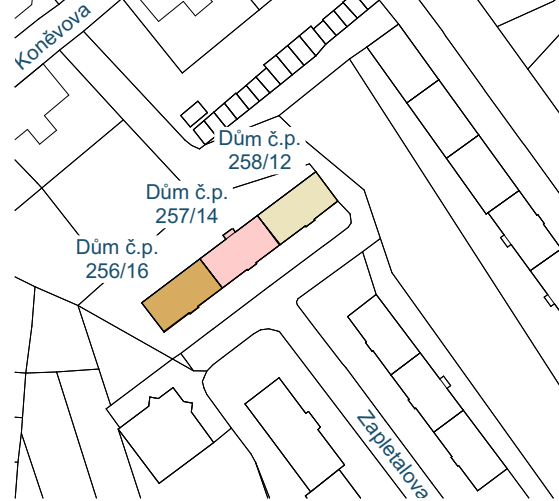 Koněvova
Dům č.p.
258/12
Dům č.p.
257/14
Dům č.p.
256/16
Zapletalova